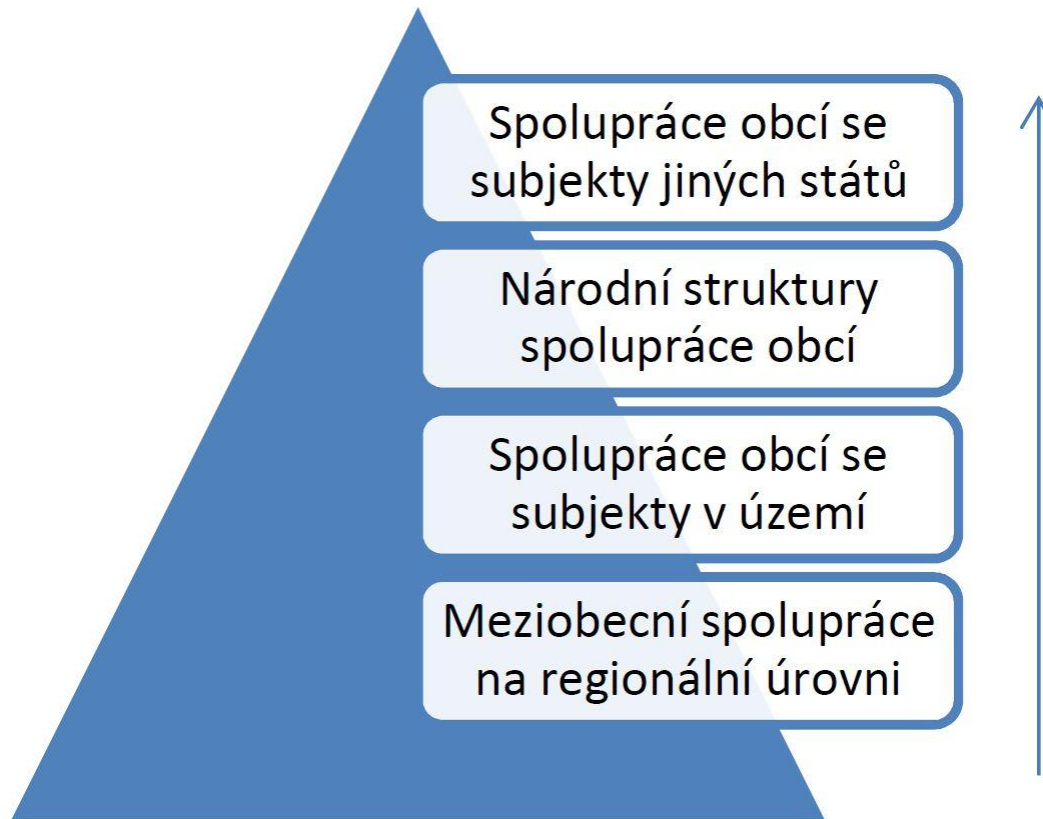 Spolupráce obcí se
subjekty jiných států
Národní struktury
spolupráce obcí
Spolupráce obcí se
subjekty v území
Meziobecní spolupráce
na regionální úrovni